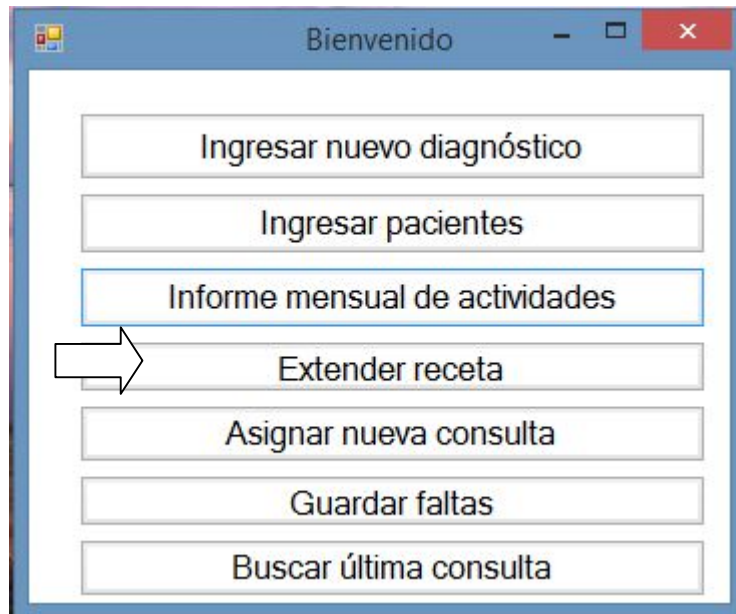 Bienvenido
Ingresar nuevo diagnóstico
Ingresar pacientes
Informe mensual de actividades
Extender receta
Asignar nueva consulta
Guardar faltas
Buscar última consulta